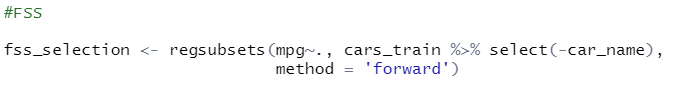 #FSS
fss_selection <- regsubsets(mpg~., cars_train %>% select(-car_name),
method = 'forward')